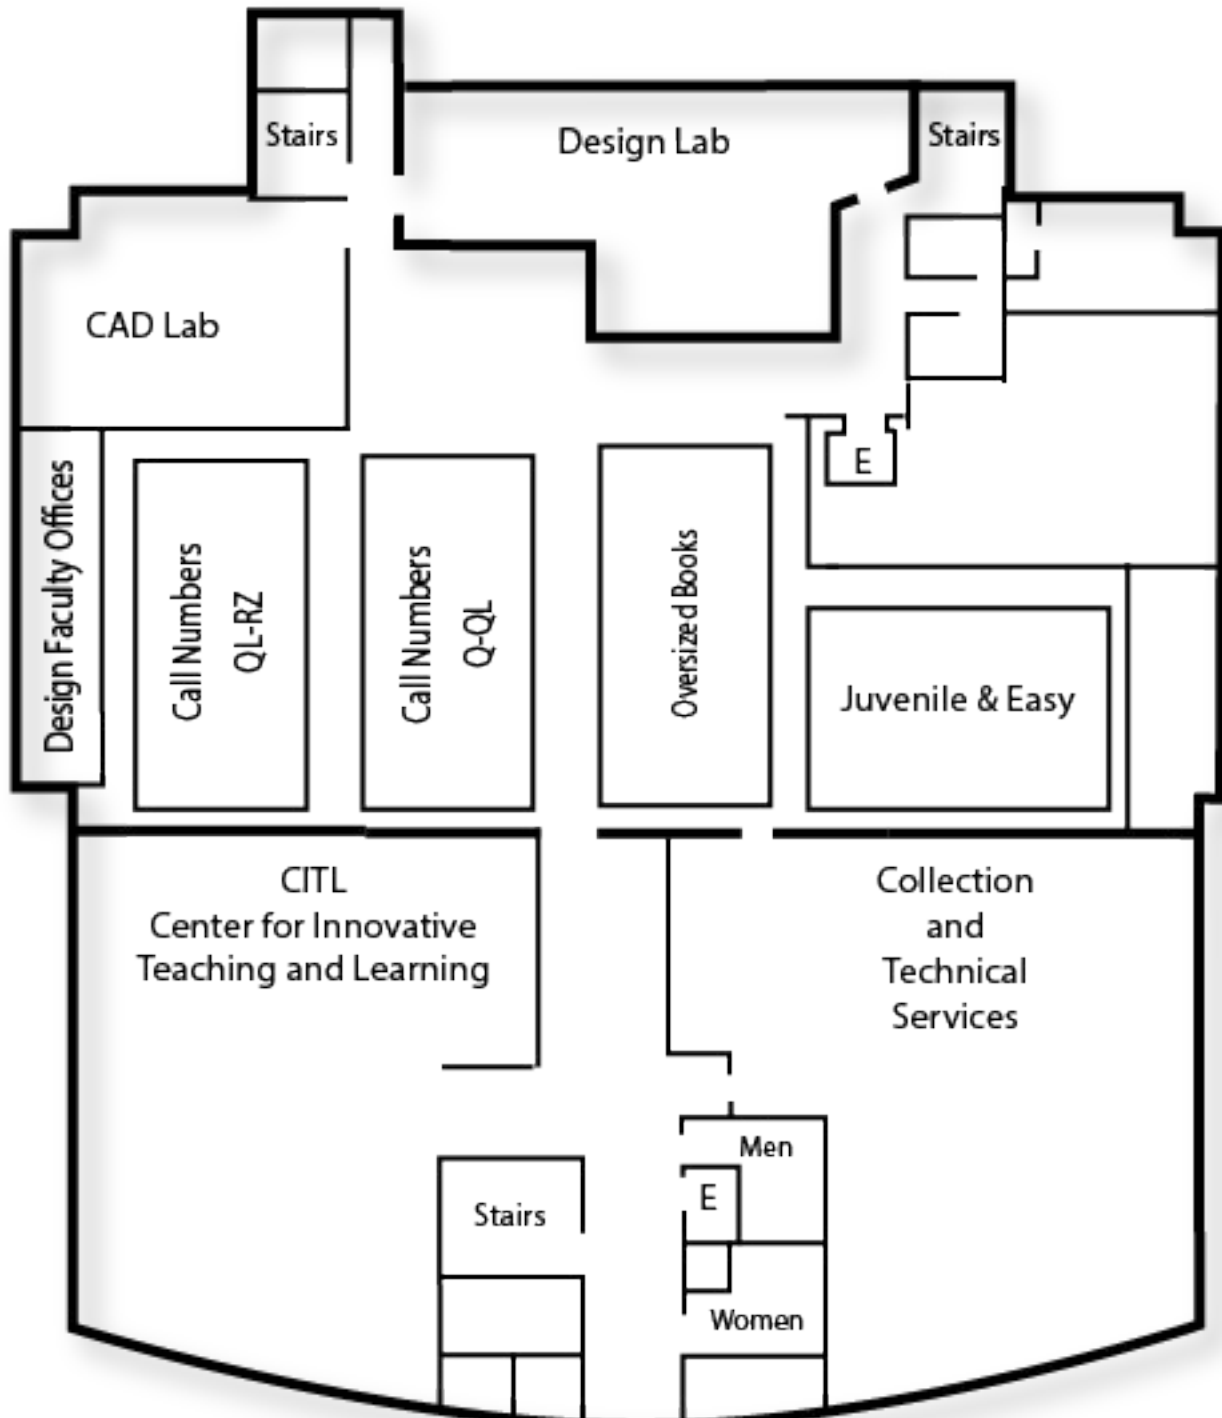 Stairs
Design Lab
Stairs
CAD Lab
E
Design Faculty Offices
Call Numbers
QL-RZ
Call Numbers
Q-QL
Oversized Books
Juvenile & Easy
CITL
Center for Innovative
Teaching and Learning
Collection
and
Technical
Services
Men
E
Stairs
Women